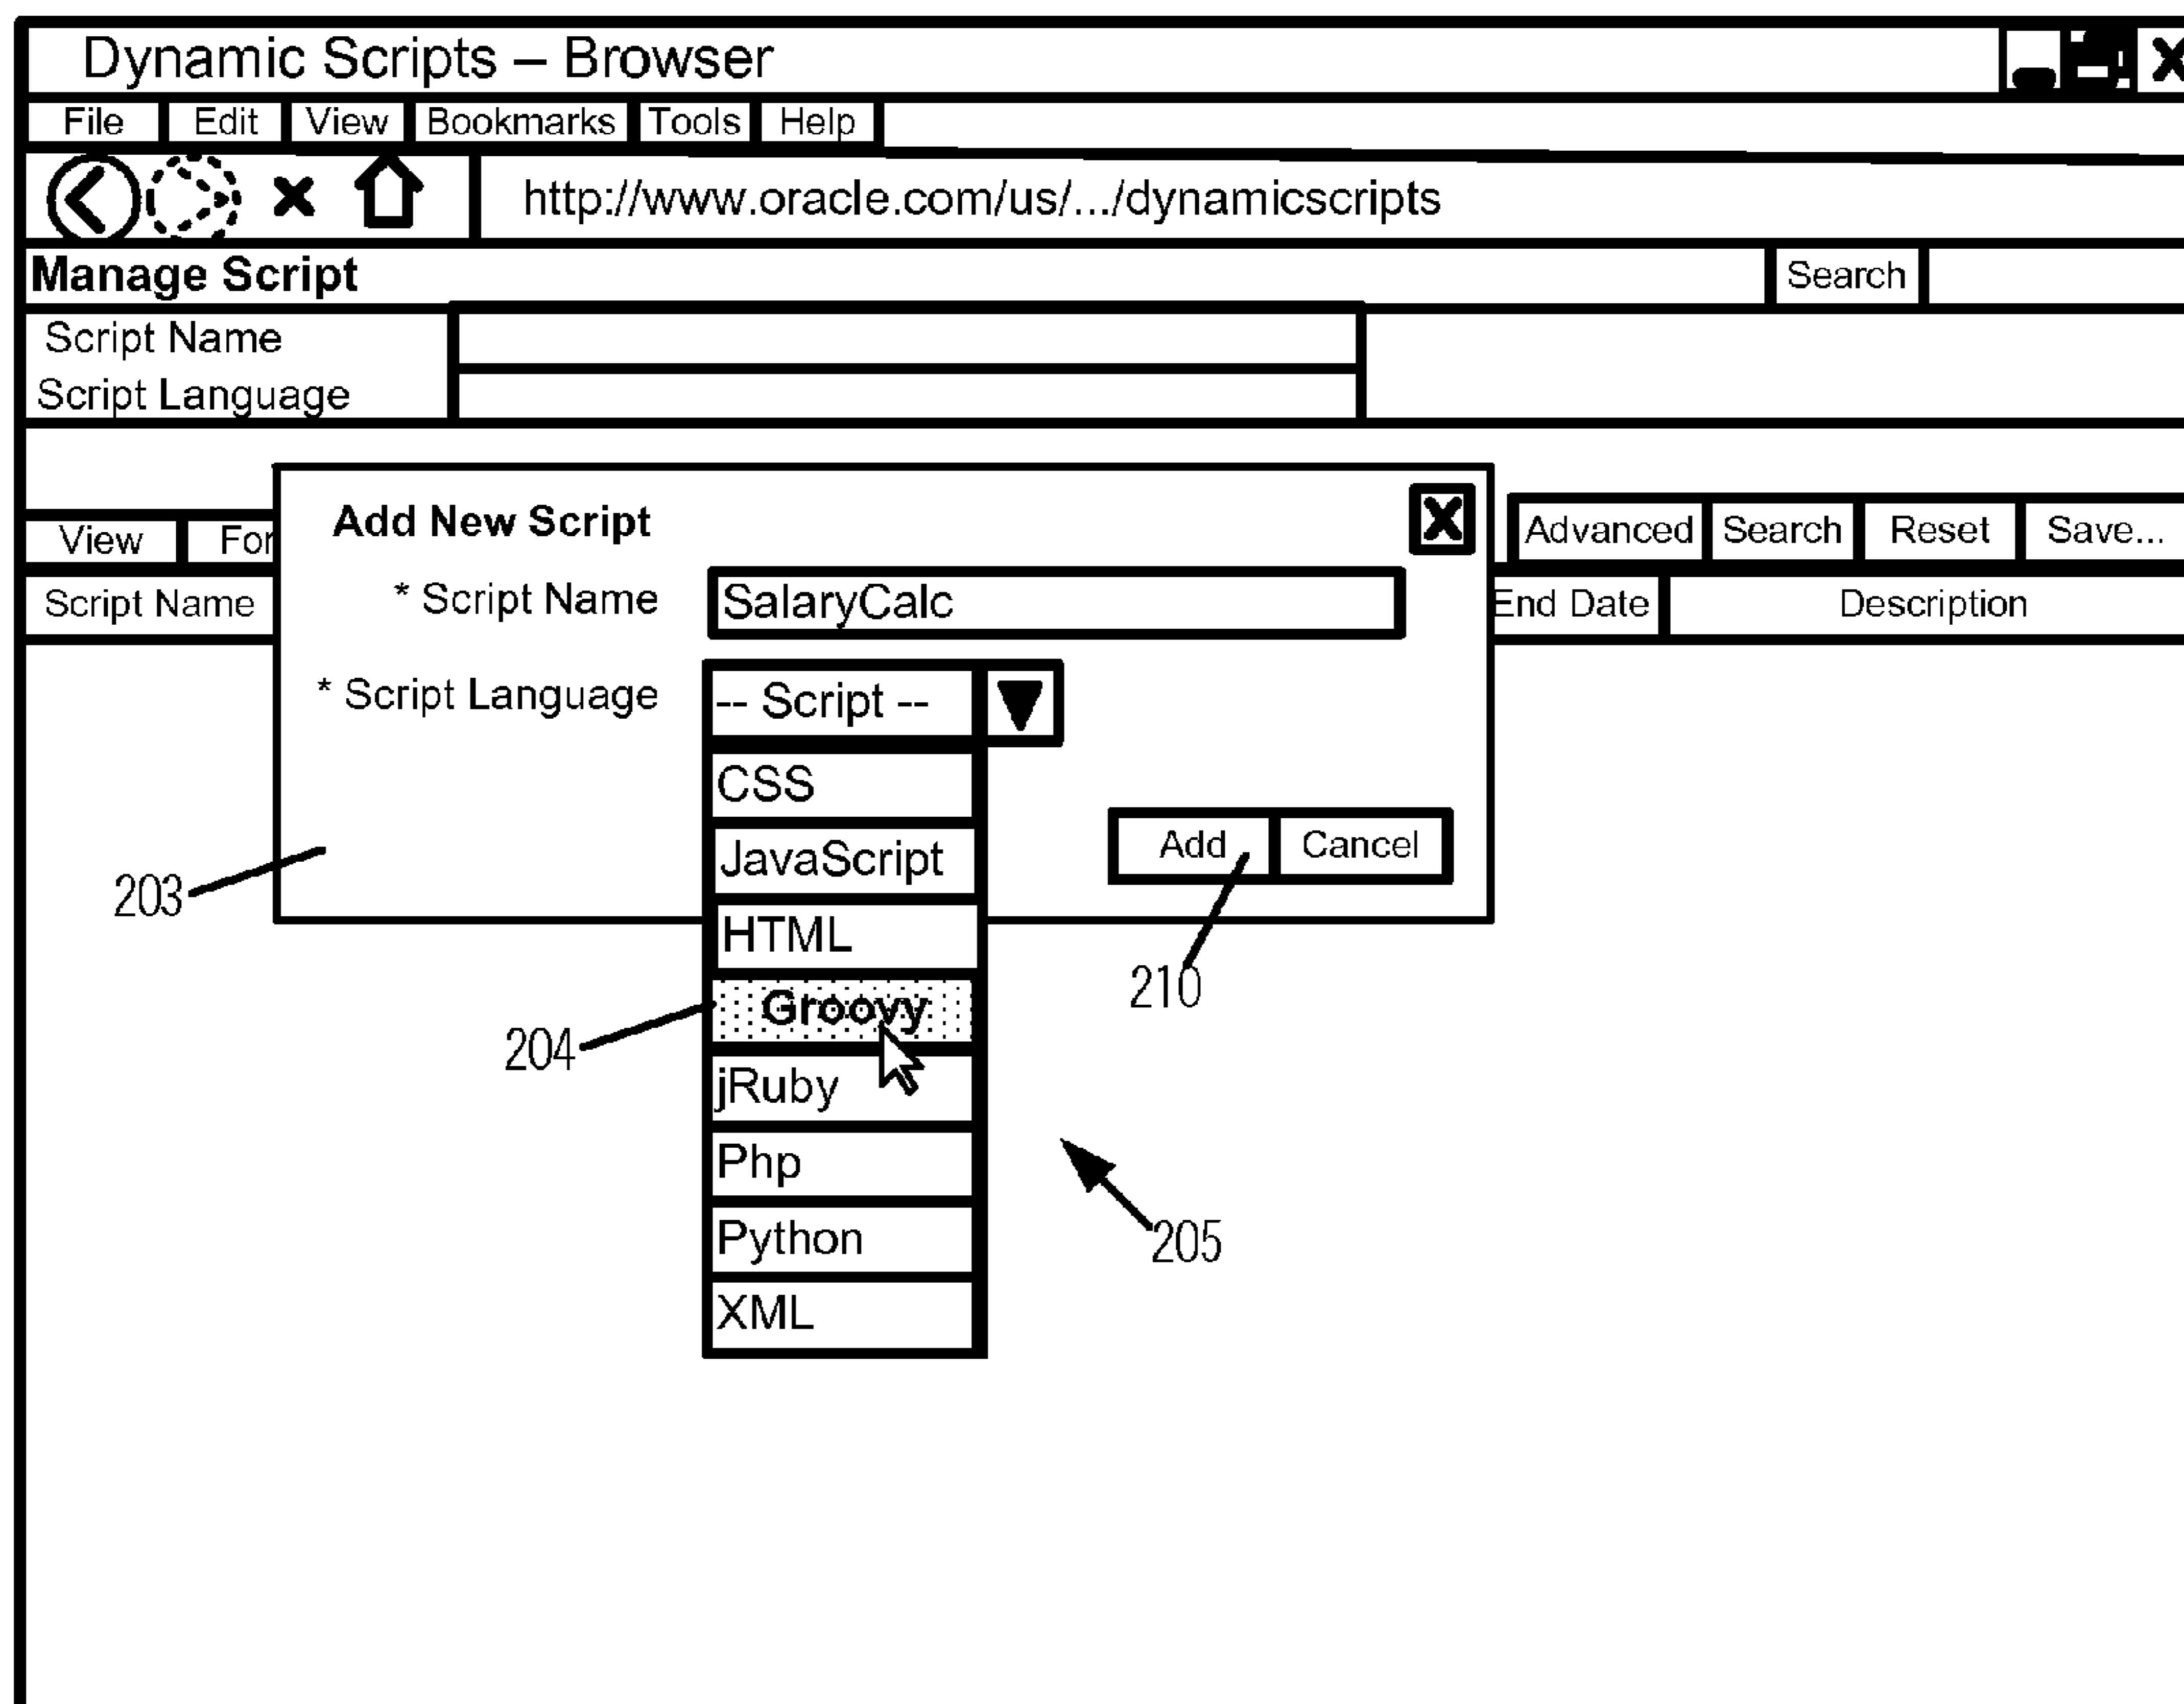 Dynamic Scripts – Browser
File Edit View Bookmarks Tools Help
http://www.oracle.com/us/.../dynamicscripts
Manage Script Search
Script Name
Script Language
Add New Script
View For Advanced Search Reset Save...
* Script Name SalaryCalc
Script Name End Date Description
* Script Language -- Script --
CSS
JavaScript
Add Cancel
203
HTML
210
Groovy
204
jRuby
Php
Python
205
XML